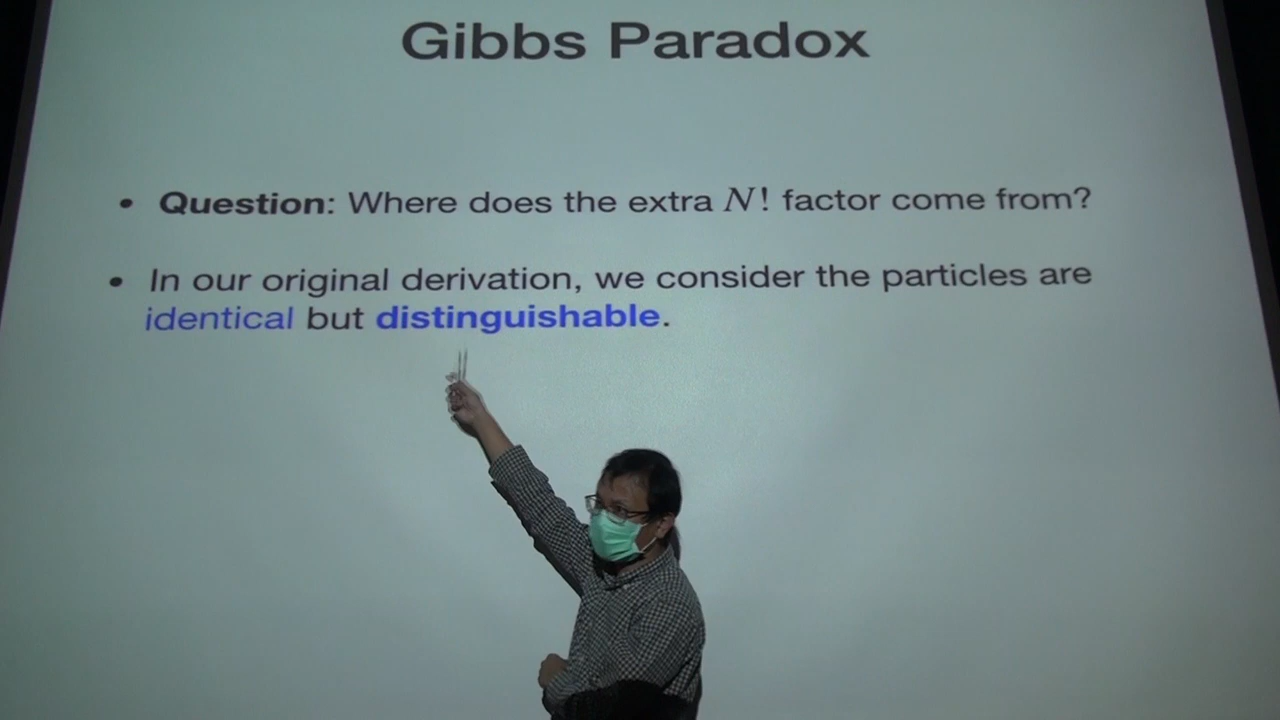 Gibbs Paradox
• Question: Where does the extra N! factor come from?
• In our original derivation, we consider the particles are
identical but distinguishable.